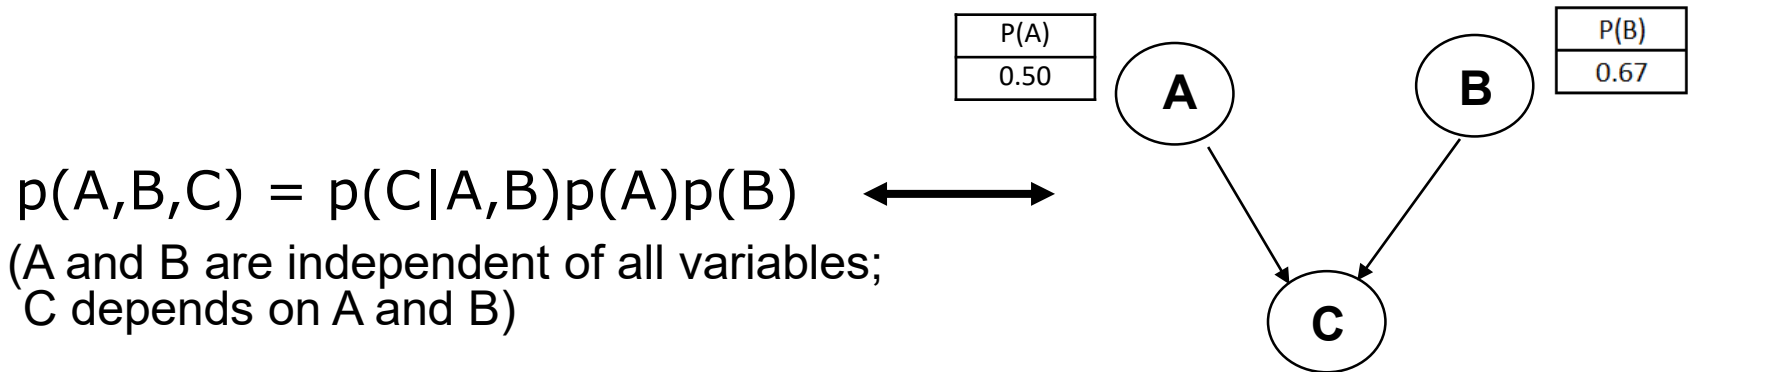 P(A)
0.50
A
B
P(B)
0.67
p(A,B,C) = p(C|A,B)p(A)p(B)
(A and B are independent of all variables;
C depends on A and B)
C